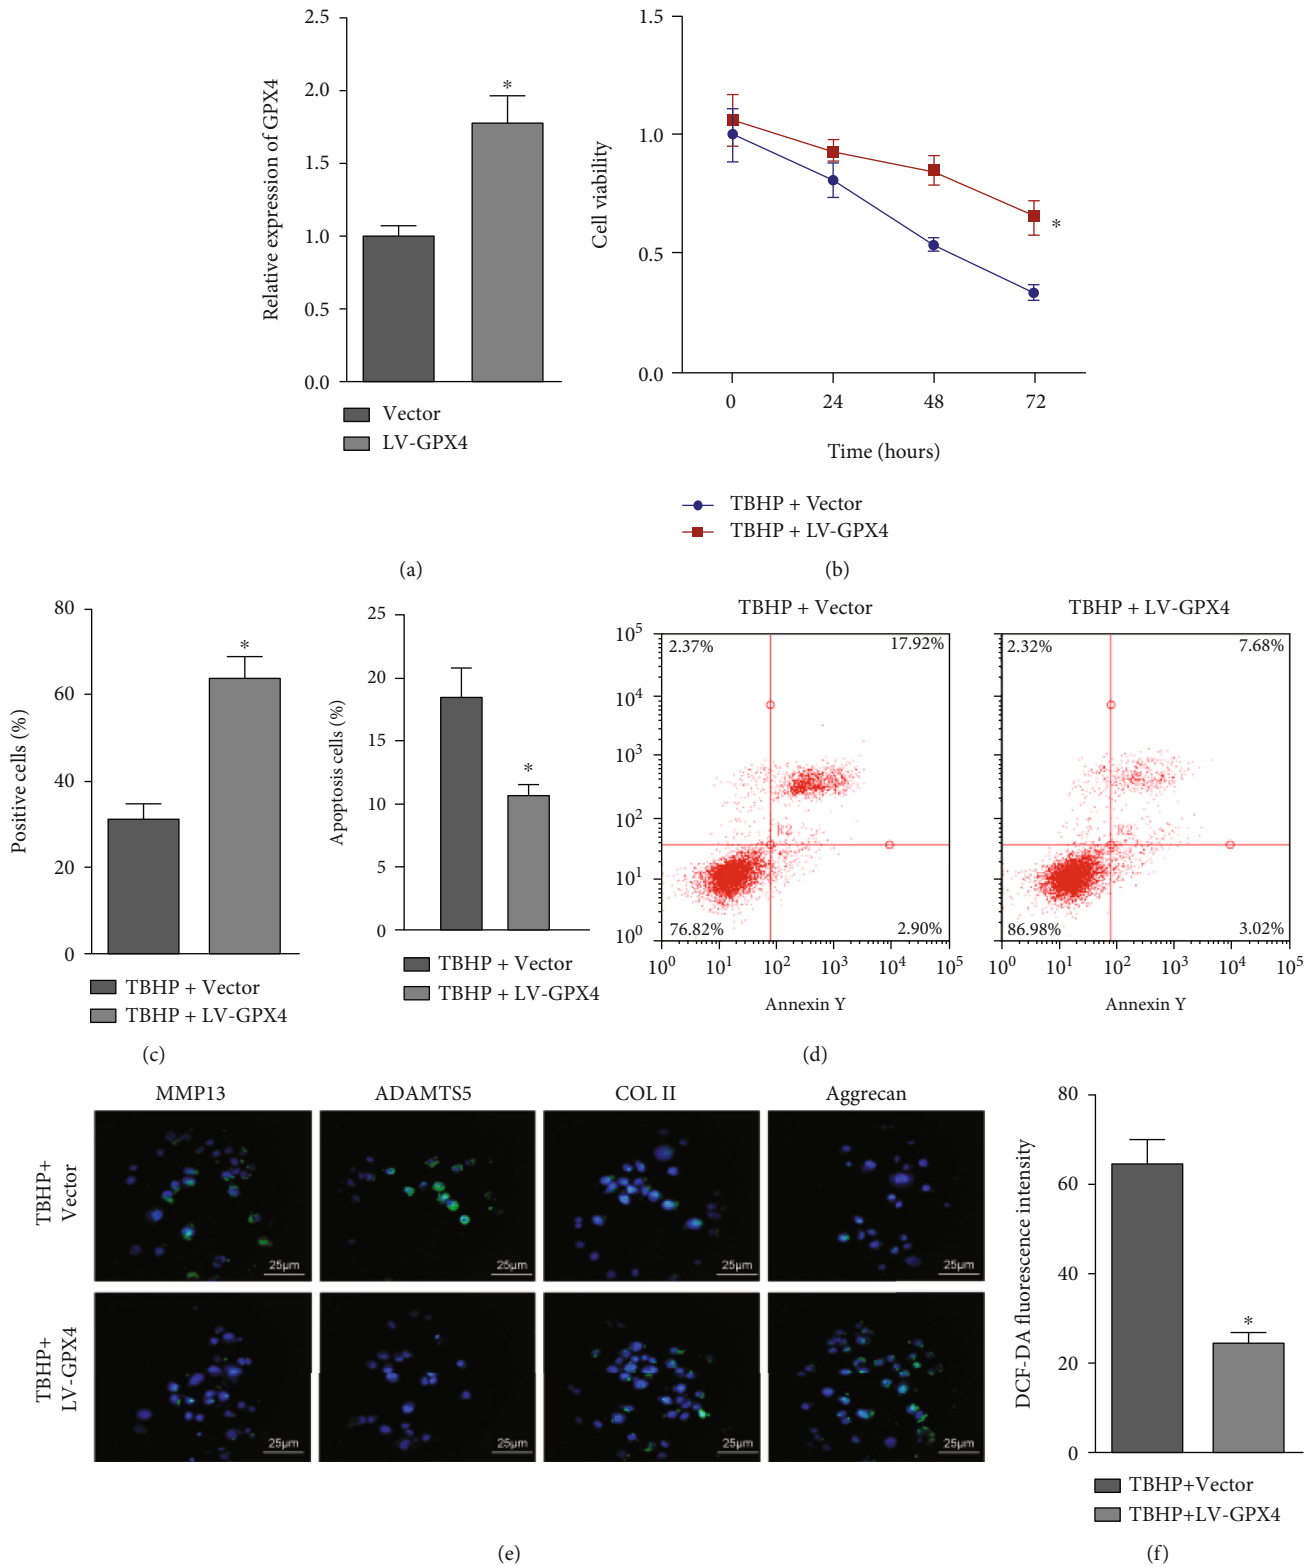 2.5
2.0
1.5
1.0
0.5
0.0
Relative expression of GPX4
*
Vector
LV-GPX4
(a)
1.5
1.0
0.5
0.0
Cell viability
*
0 24 48 72
Time (hours)
TBHP + Vector
TBHP + LV-GPX4
(b)
80
60
40
20
0
Positive cells (%)
*
TBHP + Vector
TBHP + LV-GPX4
(c)
25
20
15
10
5
0
Apoptosis cells (%)
*
TBHP + Vector
TBHP + LV-GPX4
TBHP + Vector
10^5
10^4
10^3
10^2
10^1
10^0
2.37% 17.92%
R2
76.82% 2.90%
10^0 10^1 10^2 10^3 10^4 10^5
Annexin Y
TBHP + LV-GPX4
2.32% 7.68%
R2
86.98% 3.02%
10^0 10^1 10^2 10^3 10^4 10^5
Annexin Y
(d)
MMP13 ADAMTS5 COL II Aggrecan
TBHP+
Vector
25µm 25µm 25µm 25µm
TBHP+
LV-GPX4
25µm 25µm 25µm 25µm
(e)
80
60
40
20
0
DCF-DA fluorescence intensity
*
TBHP+Vector
TBHP+LV-GPX4
(f)